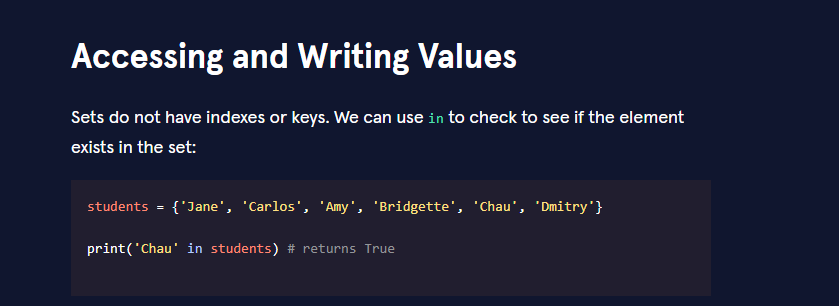 Accessing and Writing Values
Sets do not have indexes or keys. We can use in to check to see if the element
exists in the set:
students = {'Jane', 'Carlos', 'Amy', 'Bridgette', 'Chau', 'Dmitry'}
print('Chau' in students) # returns True